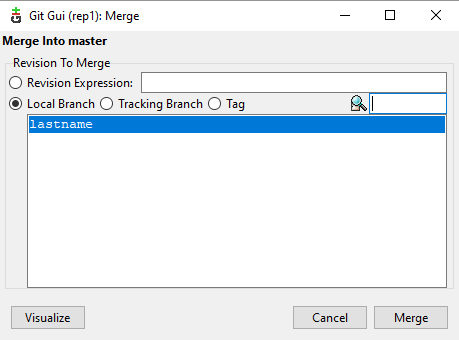 Git Gui (rep1): Merge
Merge Into master
Revision To Merge
Revision Expression:
Local Branch Tracking Branch Tag
lastname
Visualize Cancel Merge